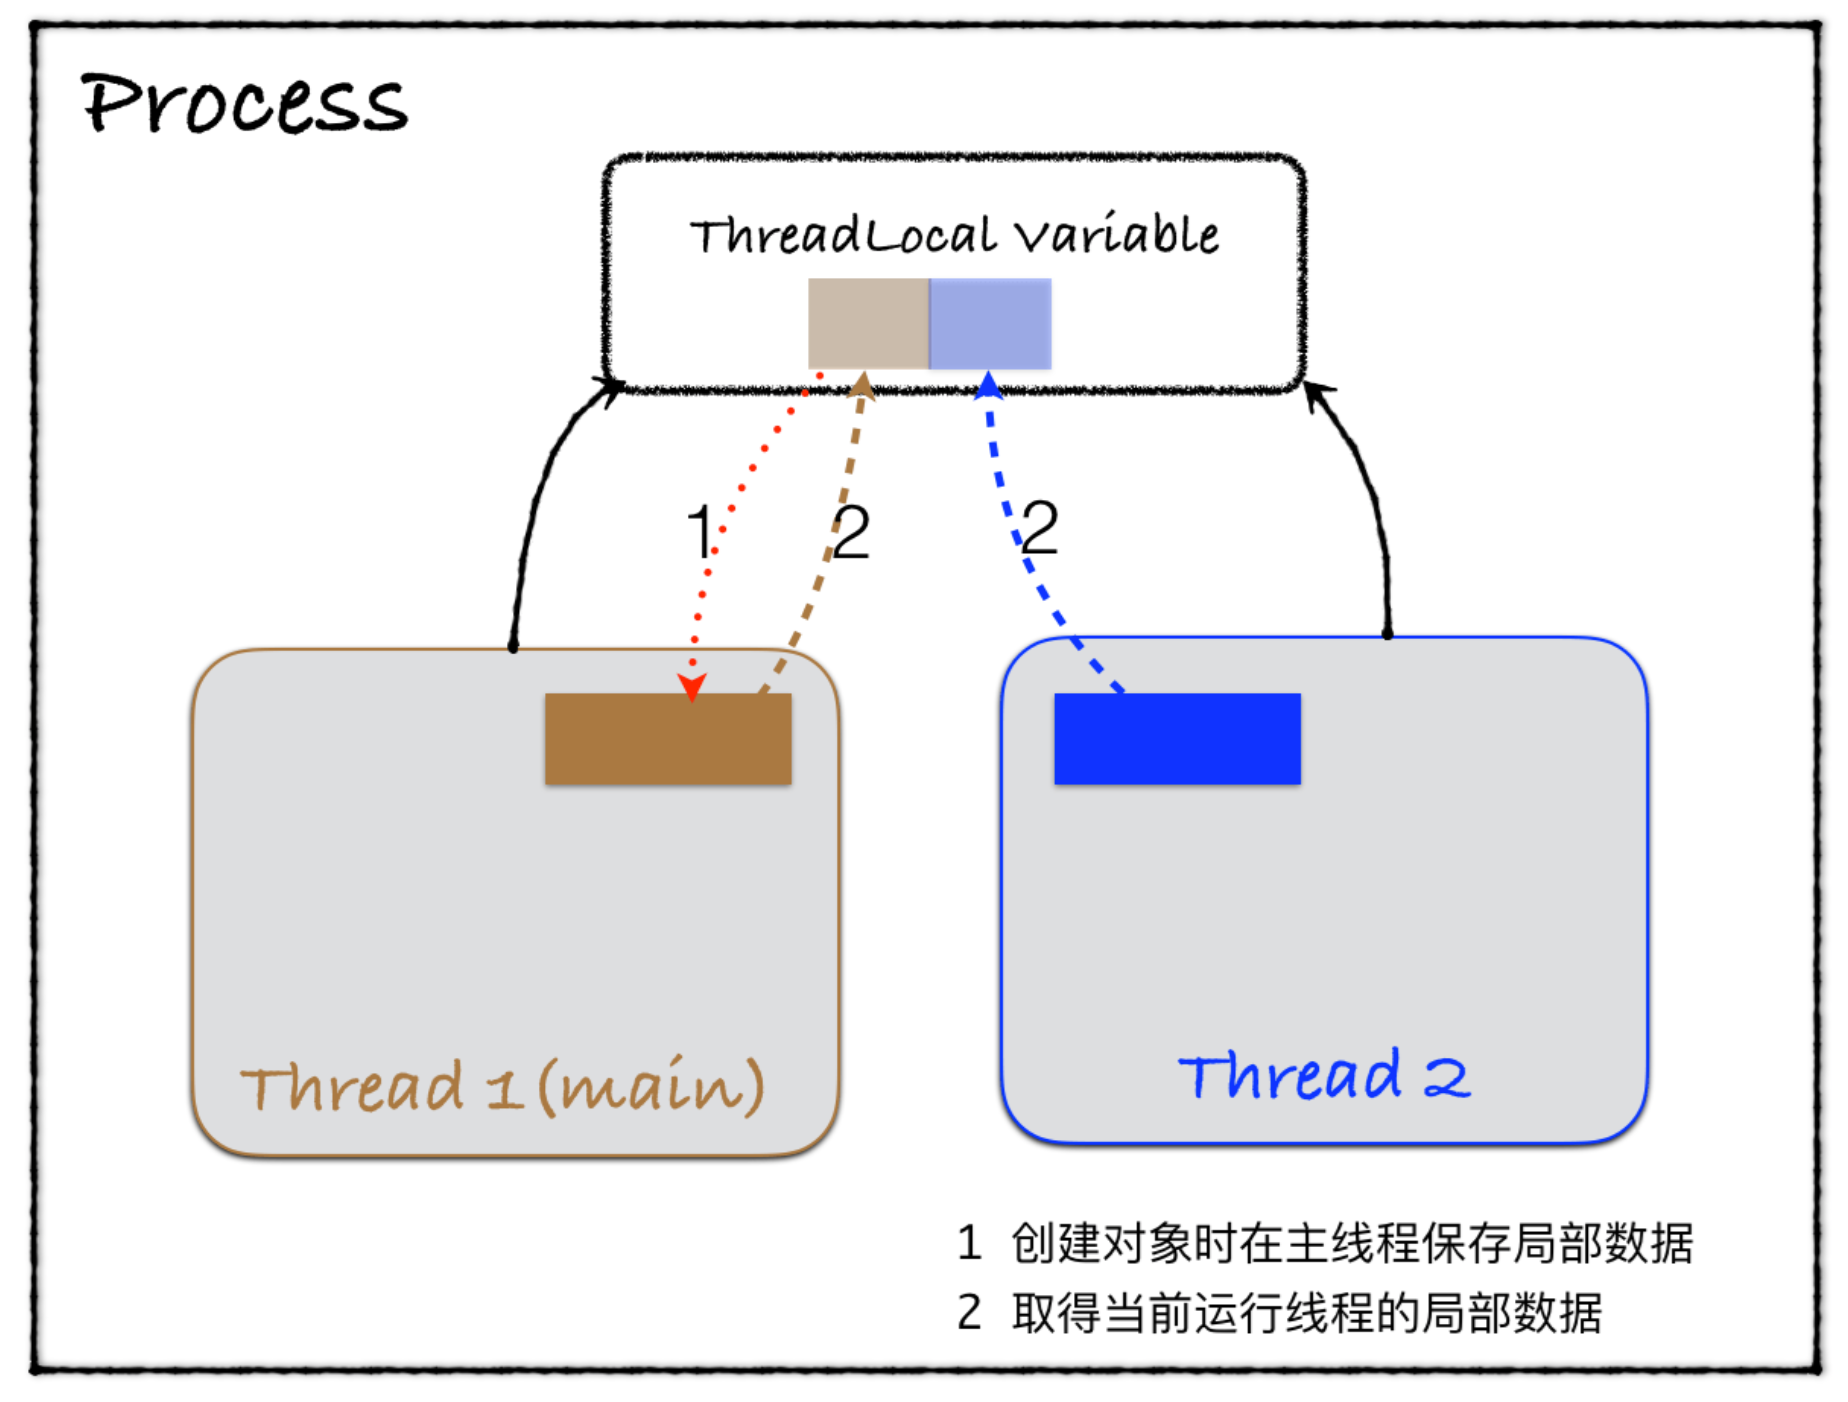 Process
ThreadLocal Variable
1
2
2
Thread 1(main)
Thread 2
1 创建对象时在主线程保存局部数据
2 取得当前运行线程的局部数据